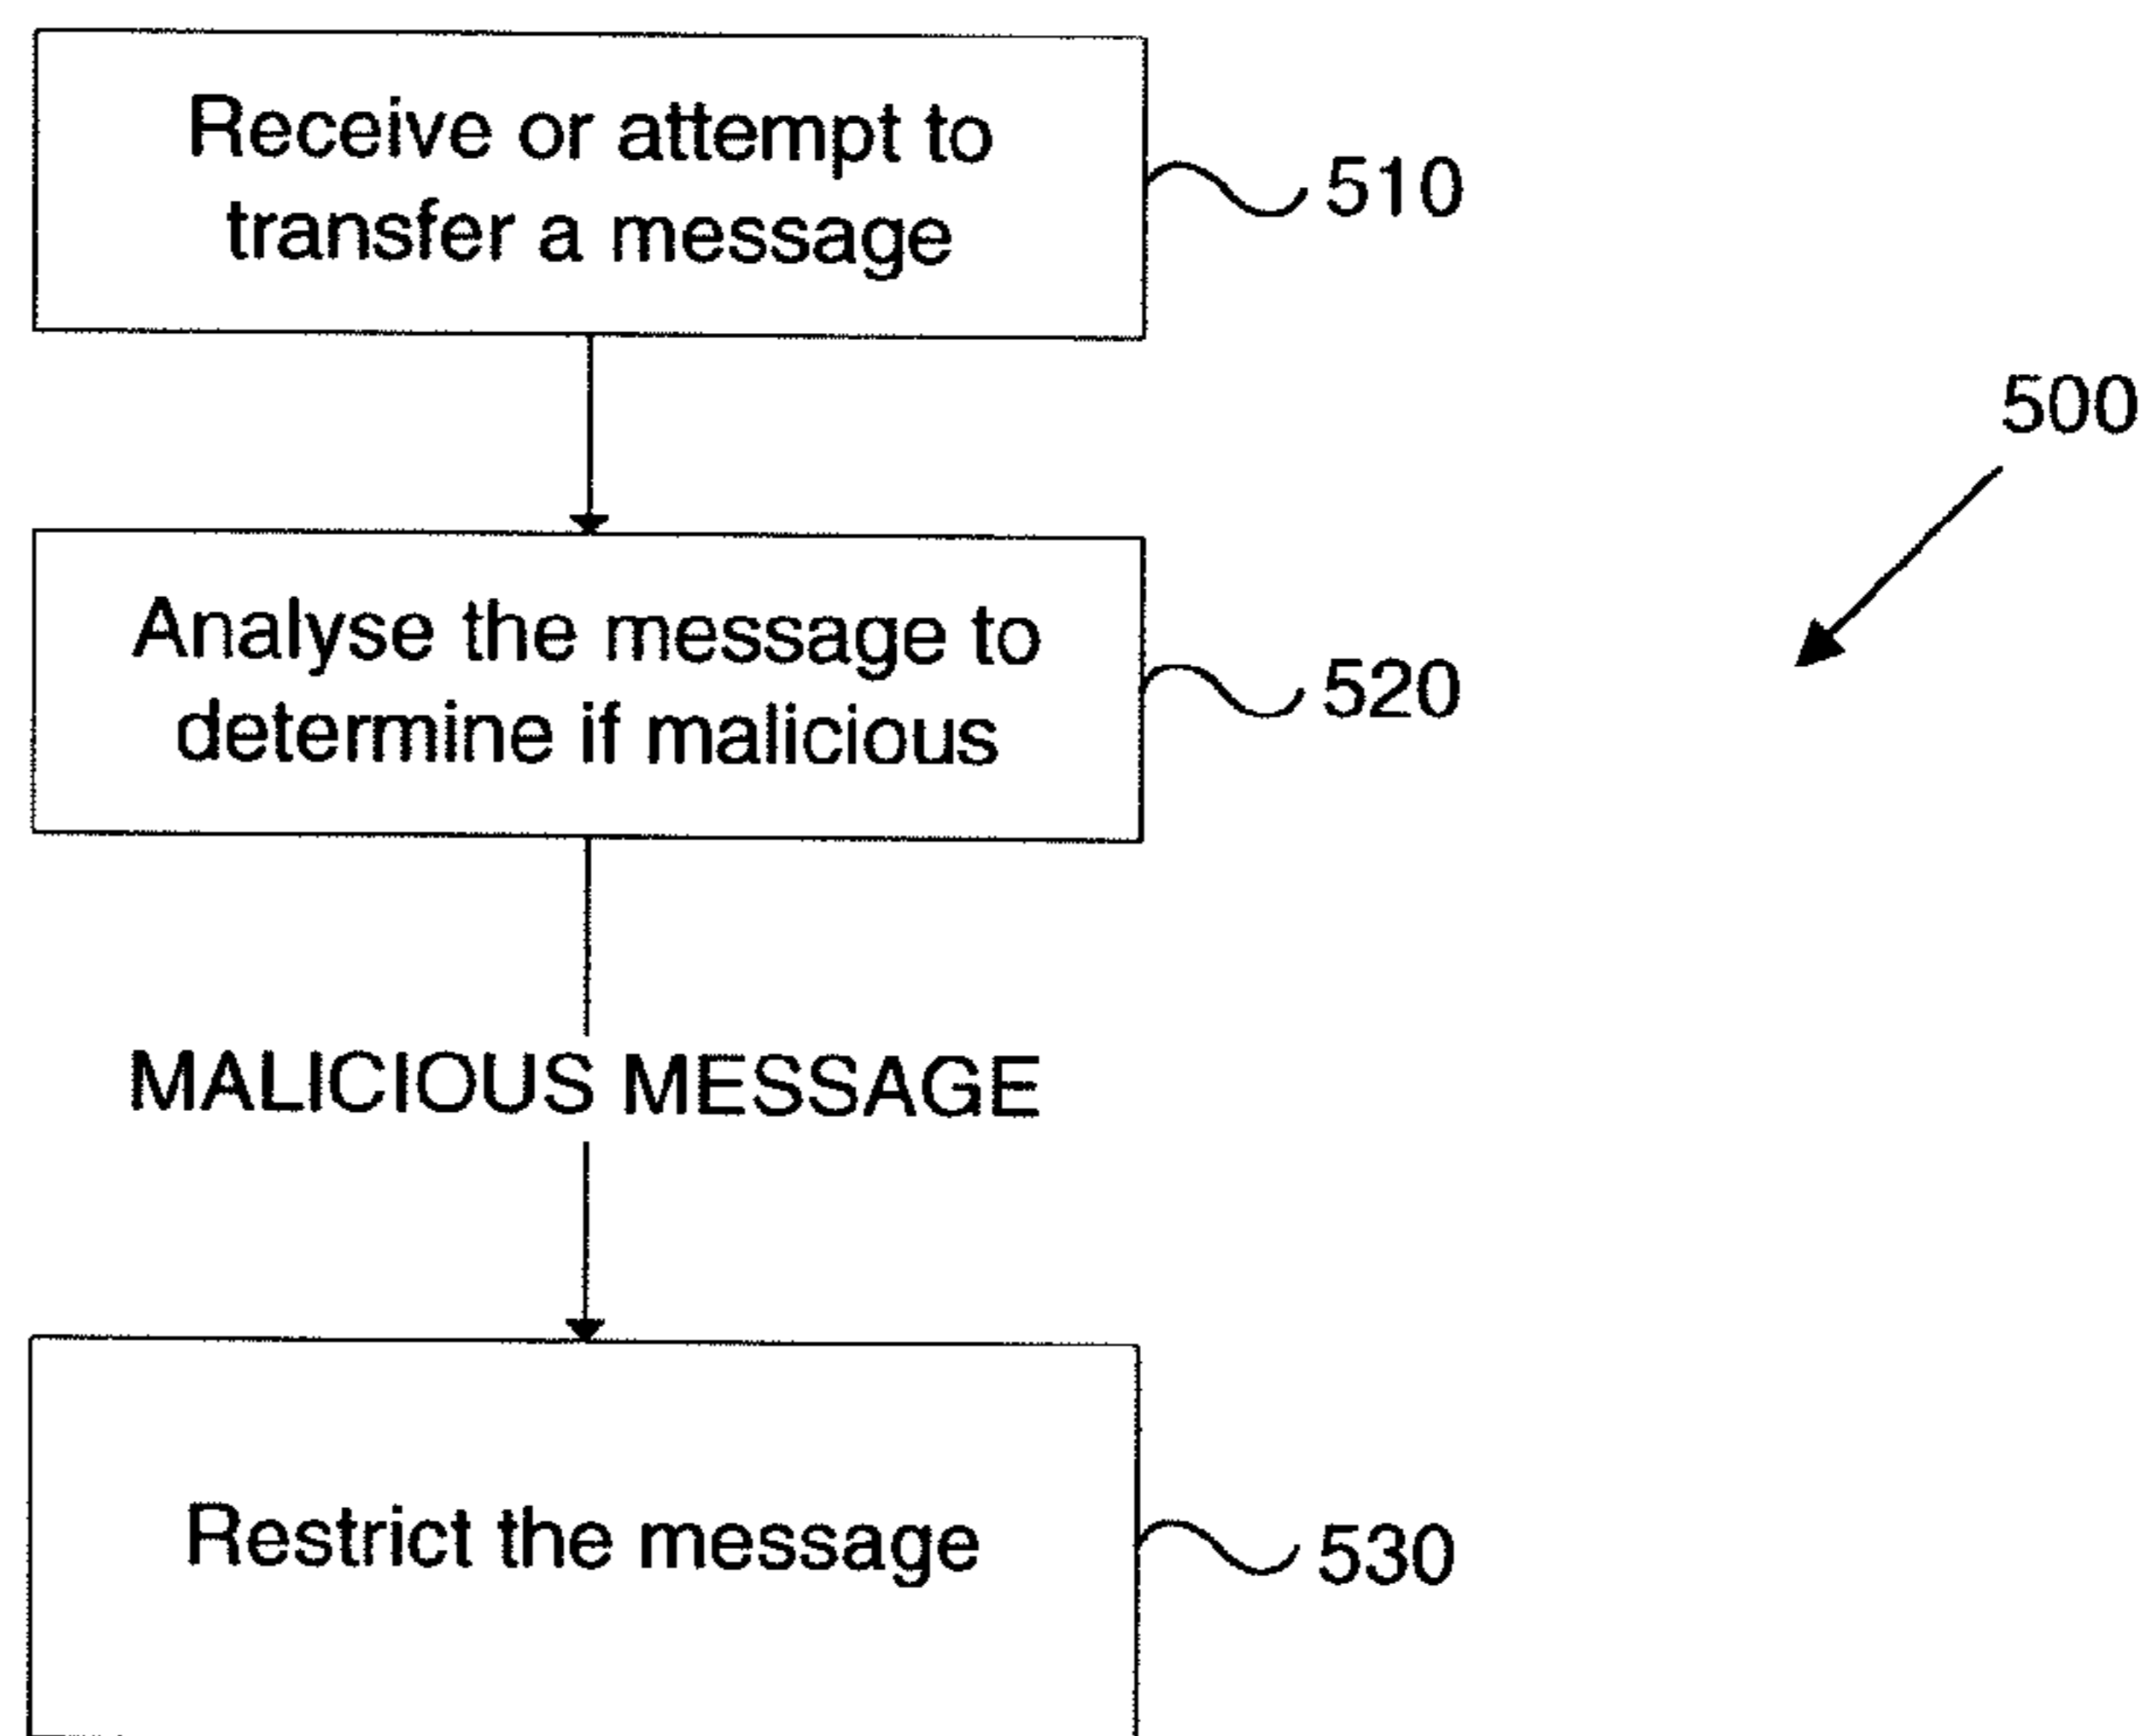 Receive or attempt to
transfer a message
510
500
Analyse the message to
determine if malicious
520
MALICIOUS MESSAGE
Restrict the message
530